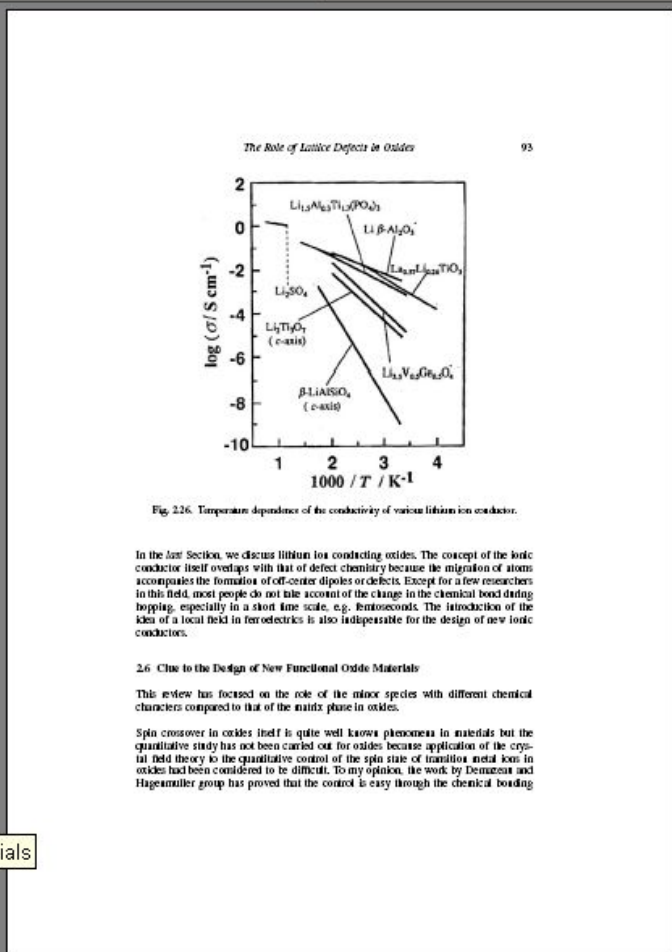 The Role of Lattice Defects in Oxides 93
2
0
-2
-4
-6
-8
-10
log (σ/ S cm-1)
Li1.5Al0.5Ti1.5(PO4)3
Li β-Al2O3
TiO3
Li2SO4
Li2Ti3O7
( c-axis)
β-LiAlSiO4
( c-axis)
1 2 3 4
1000 / T / K-1
Fig. 2.26. Temperature dependence of the conductivity of various lithium ion conductor.
In the last Section, we discuss lithium ion conducting oxides. The concept of the ionic
conductor itself overlaps with that of defect chemistry because the migration of atoms
accompanies the formation of off-center dipoles or defects. Except for a few researchers
in this field, most people do not take account of the change in the chemical bond during
hopping, especially in a short time scale, e.g. femtoseconds. The introduction of the
idea of a local field in ferroelectrics is also indispensable for the design of new ionic
conductors.
2.6 Clue to the Design of New Functional Oxide Materials
This review has focused on the role of the minor species with different chemical
characters compared to that of the matrix phase in oxides.
Spin crossover in oxides itself is quite well known phenomena in materials but the
quantitative study has not been carried out for oxides because application of the crys-
tal field theory to the quantitative control of the spin state of transition metal ions in
oxides had been considered to be difficult. To my opinion, the work by Demazeau and
Hagenmuller group has proved that the control is easy through the chemical bonding
ials